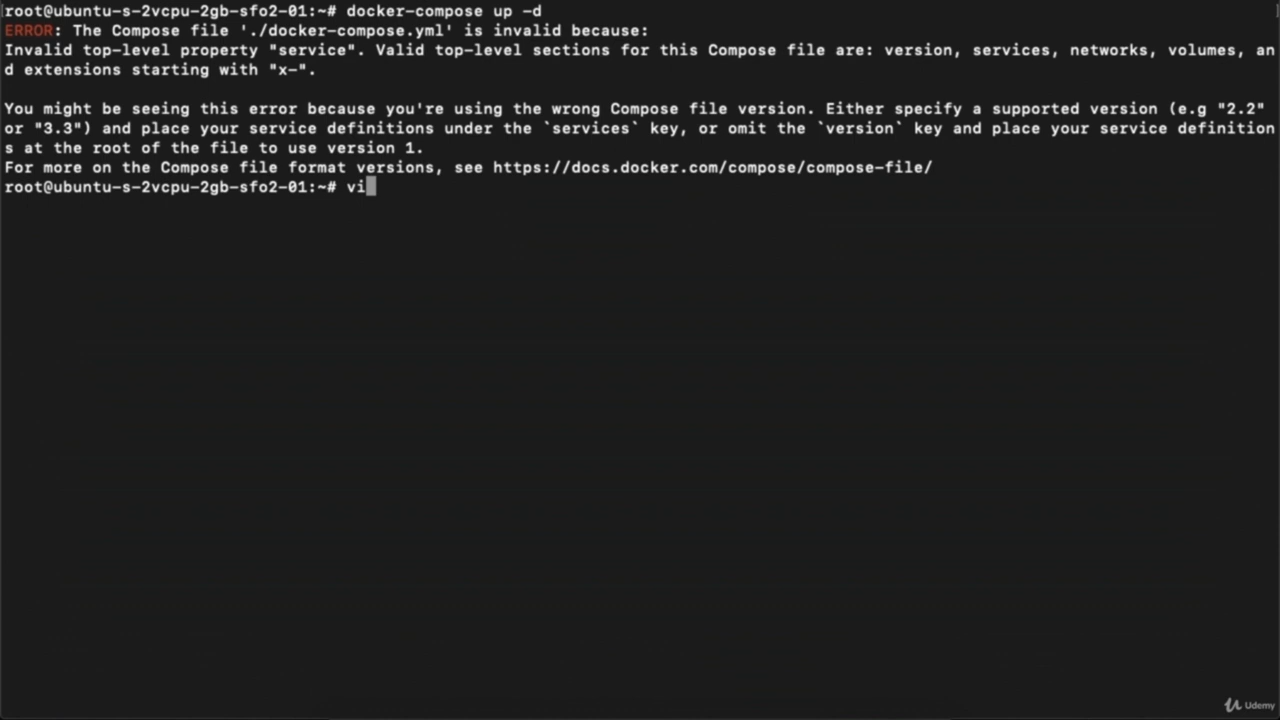 root@ubuntu-s-2vcpu-2gb-sfo2-01:~# docker-compose up -d
ERROR: The Compose file './docker-compose.yml' is invalid because:
Invalid top-level property "service". Valid top-level sections for this Compose file are: version, services, networks, volumes, an
d extensions starting with "x-".
You might be seeing this error because you're using the wrong Compose file version. Either specify a supported version (e.g "2.2"
or "3.3") and place your service definitions under the `services` key, or omit the `version` key and place your service definition
s at the root of the file to use version 1.
For more on the Compose file format versions, see https://docs.docker.com/compose/compose-file/
root@ubuntu-s-2vcpu-2gb-sfo2-01:~# vi
Udemy